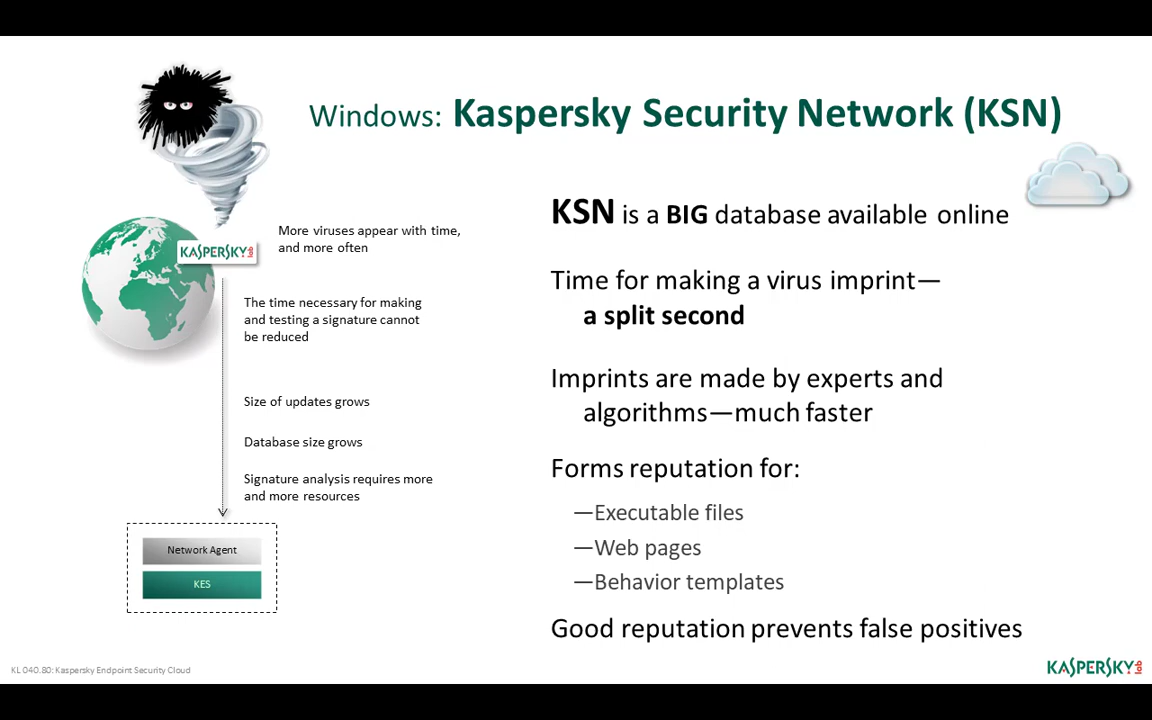 Windows: Kaspersky Security Network (KSN)
KASPERSKY lab
More viruses appear with time,
and more often
The time necessary for making
and testing a signature cannot
be reduced
Size of updates grows
Database size grows
Signature analysis requires more
and more resources
Network Agent
KES
KSN is a BIG database available online
Time for making a virus imprint—
a split second
Imprints are made by experts and
algorithms—much faster
Forms reputation for:
—Executable files
—Web pages
—Behavior templates
Good reputation prevents false positives
KL 040.80: Kaspersky Endpoint Security Cloud
KASPERSKY lab